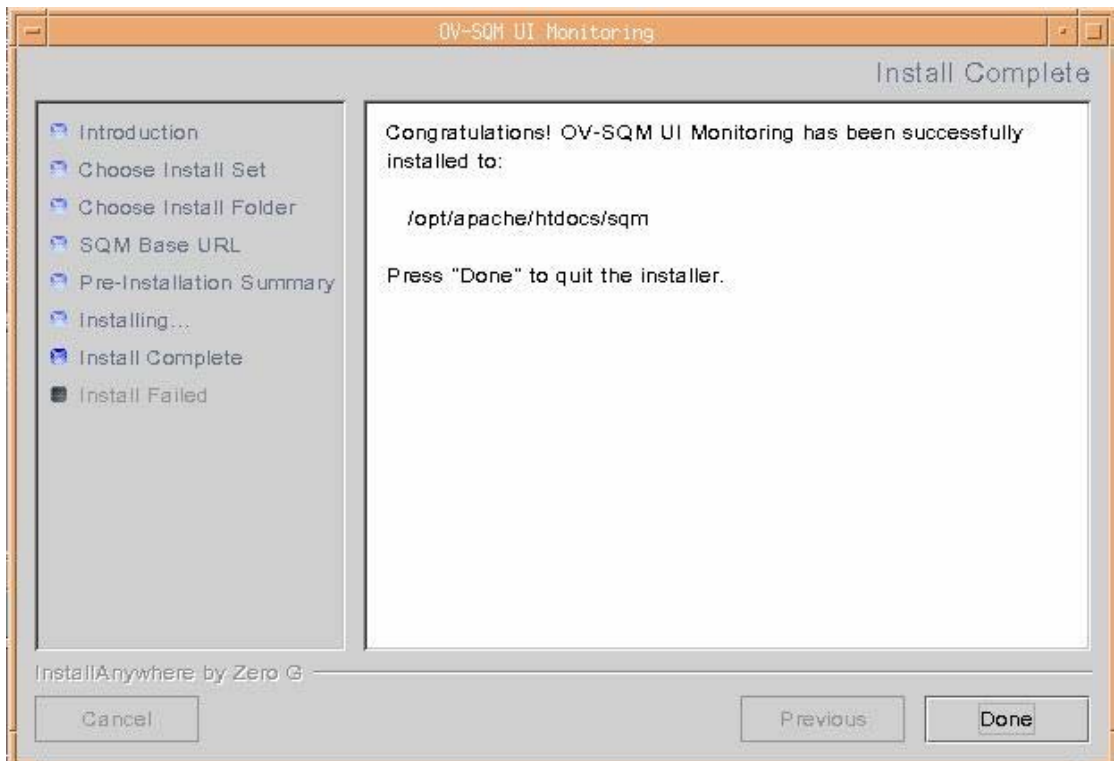 OV-SQM UI Monitoring
Install Complete
Introduction
Choose Install Set
Choose Install Folder
SQM Base URL
Pre-Installation Summary
Installing...
Install Complete
Install Failed
Congratulations! OV-SQM UI Monitoring has been successfully
installed to:
/opt/apache/htdocs/sqm
Press "Done" to quit the installer.
InstallAnywhere by Zero G
Cancel
Previous
Done